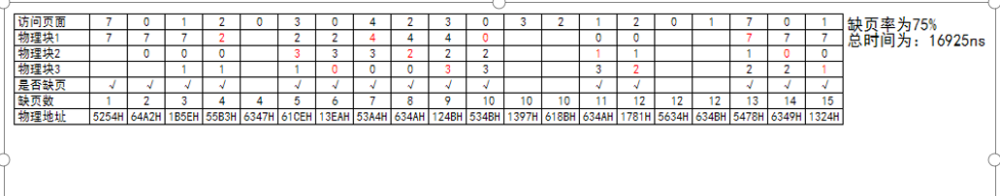 访问页面 7 0 1 2 0 3 0 4 2 3 0 3 2 1 2 0 1 7 0 1
物理块1 7 7 7 2 2 2 4 4 4 0 0 0 7 7 7
物理块2 0 0 0 3 3 3 2 2 2 1 1 1 0 0
物理块3 1 1 1 0 0 0 3 3 3 2 2 2 1
是否缺页 √ √ √ √ √ √ √ √ √ √ √ √ √ √ √
缺页数 1 2 3 4 4 5 6 7 8 9 10 10 10 11 12 12 12 13 14 15
物理地址 5254H 64A2H 1B5EH 55B3H 6347H 61CEH 13EAH 53A4H 634AH 124BH 534BH 1397H 618BH 634AH 1781H 5634H 634BH 5478H 6349H 1324H
缺页率为75%
总时间为：16925ns